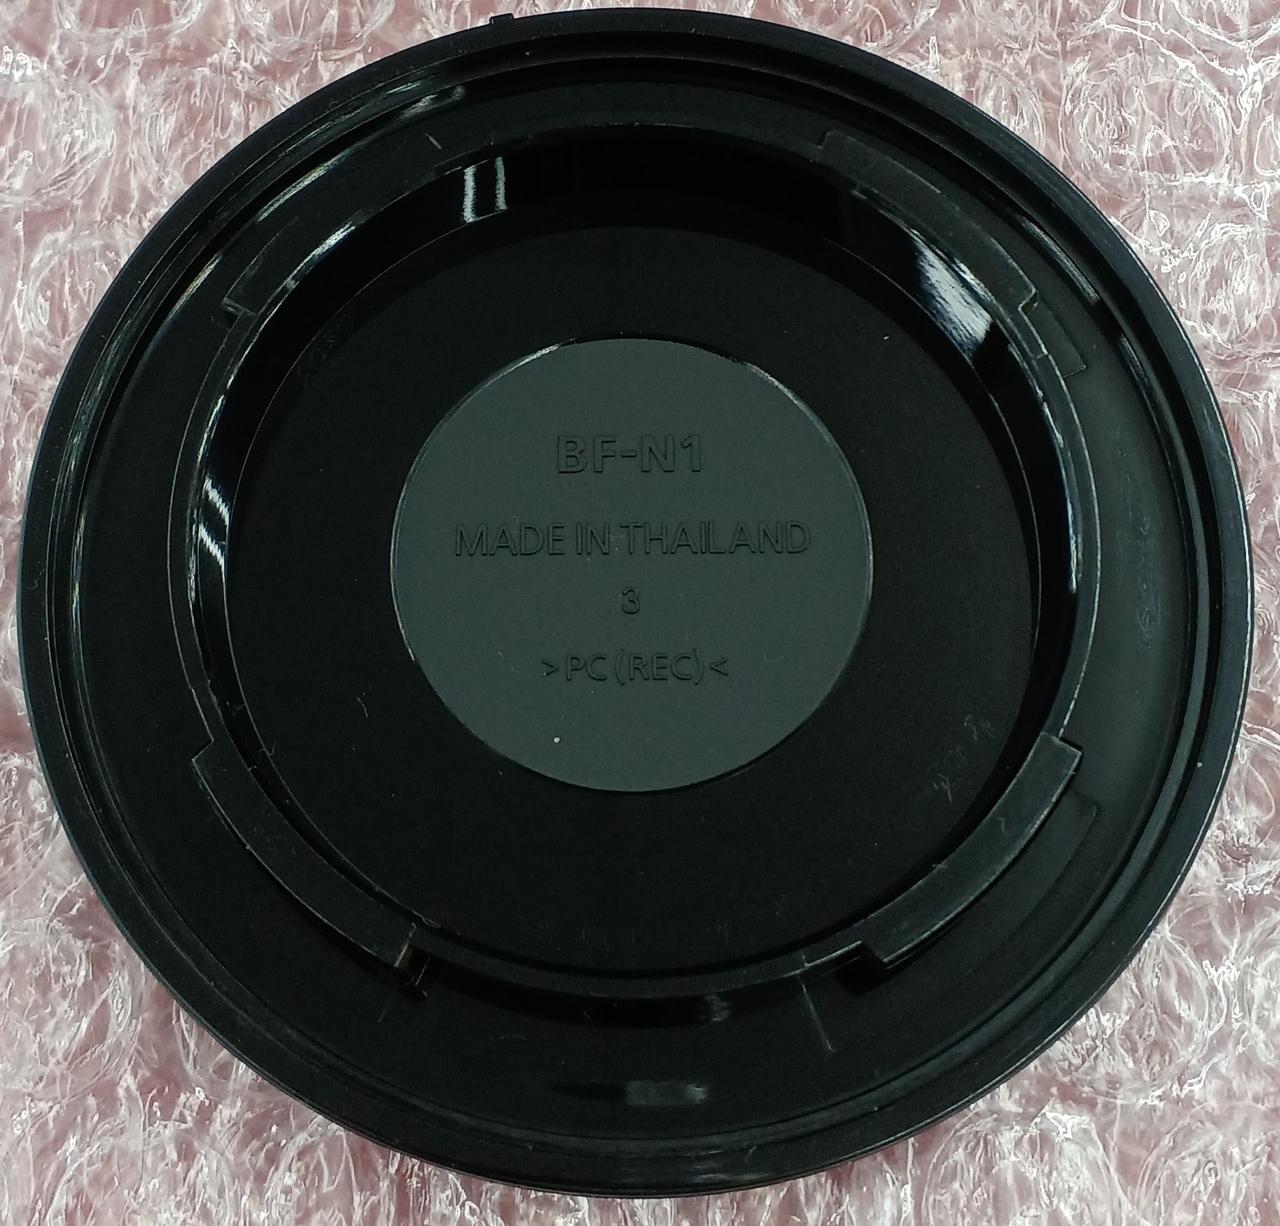 BF-N1
MADE IN THAILAND
3
>PC(REC)<